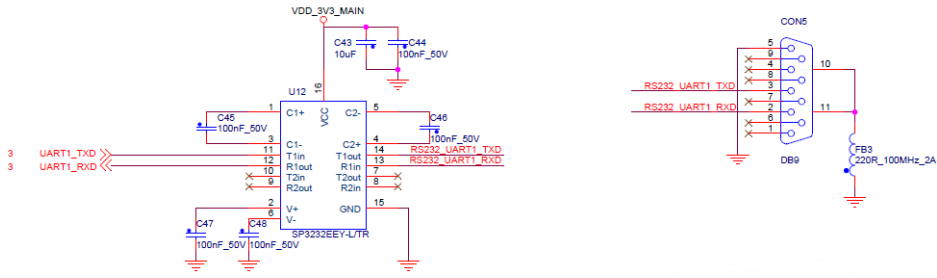 VDD_3V3_MAIN
C43
10uF
C44
100nF_50V
U12
16
VCC
1
C1+
C2-
5
C45
100nF_50V
C46
100nF_50V
3
C1-
C2+
4
3 UART1_TXD
11
T1in
T1out
14
RS232_UART1_TXD
3 UART1_RXD
12
R1out
R1in
13
RS232_UART1_RXD
10
T2in
T2out
7
9
R2out
R2in
8
2
V+
GND
15
6
V-
C47
100nF_50V
C48
100nF_50V
SP3232EEY-L/TR
CON5
5
9
4
8
RS232_UART1_TXD
3
7
RS232_UART1_RXD
2
6
1
10
11
DB9
FB3
220R_100MHz_2A